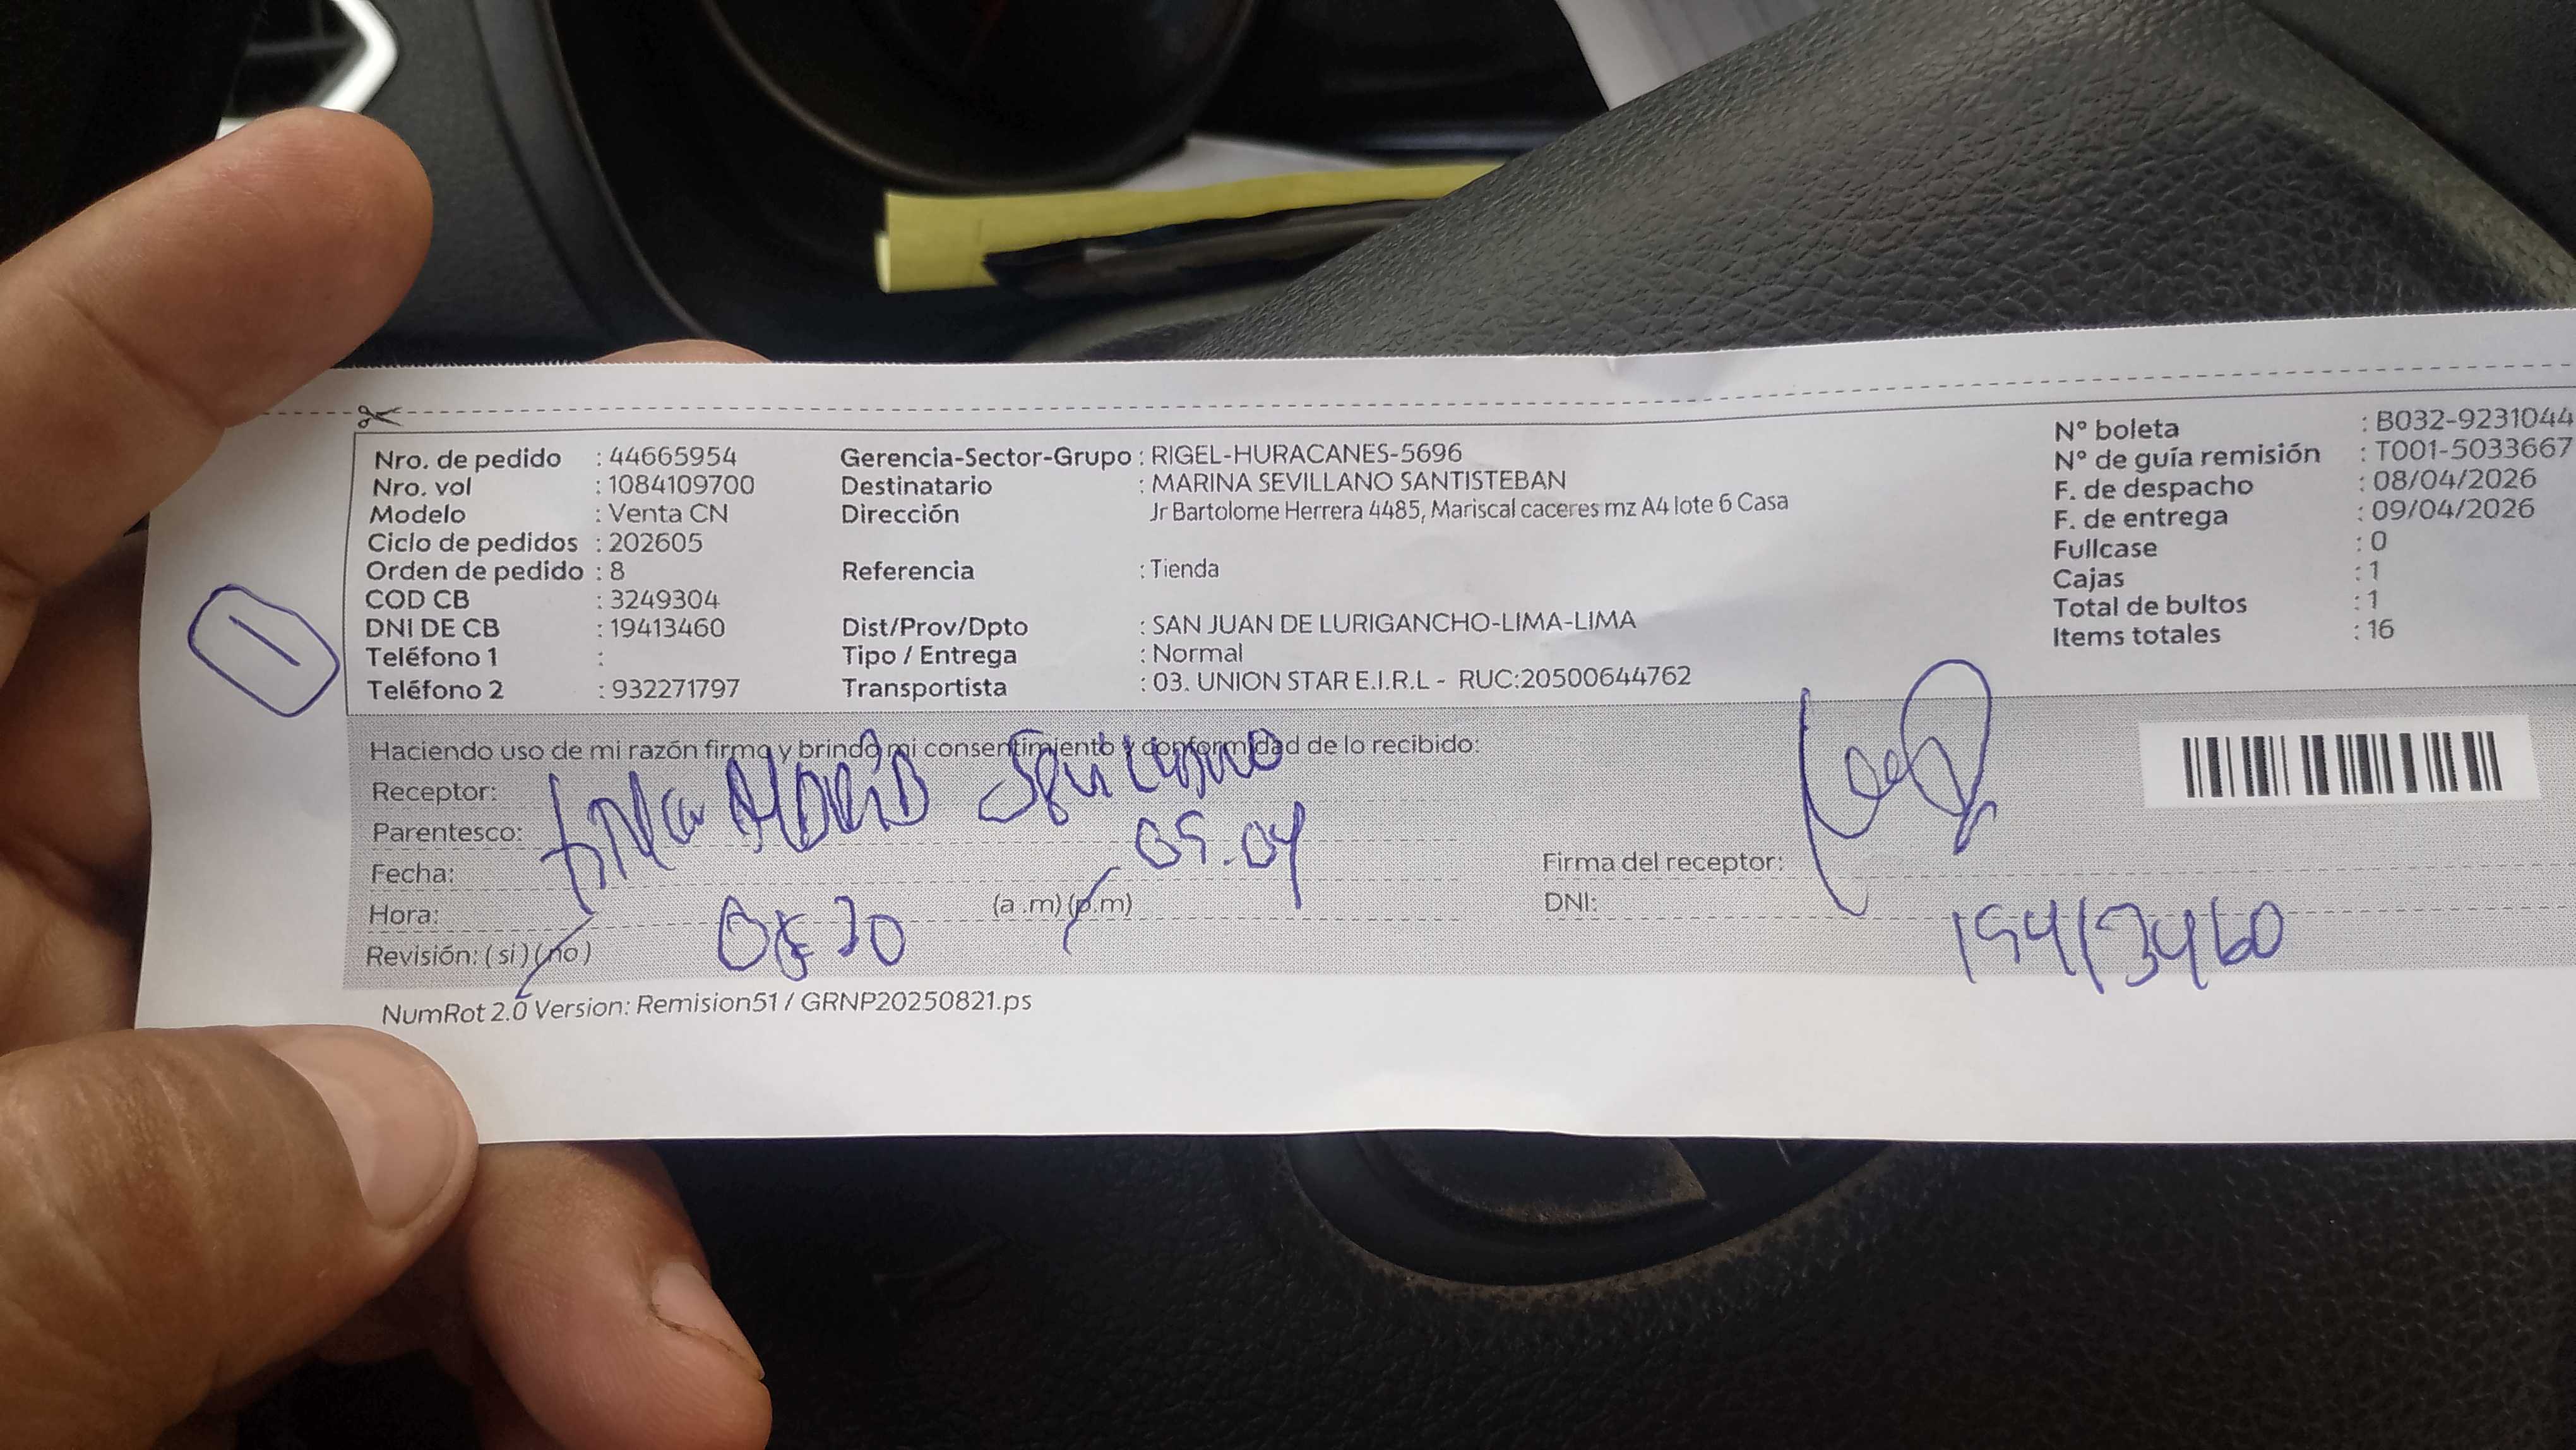 Nro. de pedido : 44665954
Nro. vol : 1084109700
Modelo : Venta CN
Ciclo de pedidos : 202605
Orden de pedido : 8
COD CB : 3249304
DNI DE CB : 19413460
Teléfono 1 :
Teléfono 2 : 932271797
Gerencia-Sector-Grupo : RIGEL-HURACANES-5696
Destinatario : MARINA SEVILLANO SANTISTEBAN
Dirección Jr Bartolome Herrera 4485, Mariscal caceres mz A4 lote 6 Casa
Referencia : Tienda
Dist/Prov/Dpto : SAN JUAN DE LURIGANCHO-LIMA-LIMA
Tipo / Entrega : Normal
Transportista : 03. UNION STAR E.I.R.L - RUC:20500644762
N° boleta : B032-9231044
N° de guía remisión : T001-5033667
F. de despacho : 08/04/2026
F. de entrega : 09/04/2026
Fullcase : 0
Cajas : 1
Total de bultos : 1
Items totales : 16
Haciendo uso de mi razón firmo y brindo mi consentimiento y conformidad de lo recibido:
Receptor:
Parentesco:
Fecha: 09.04
Hora: (a.m) (p.m)
Revisión: ( si ) ( no )
Firma del receptor:
DNI: 19413460
NumRot 2.0 Version: Remision51 / GRNP20250821.ps